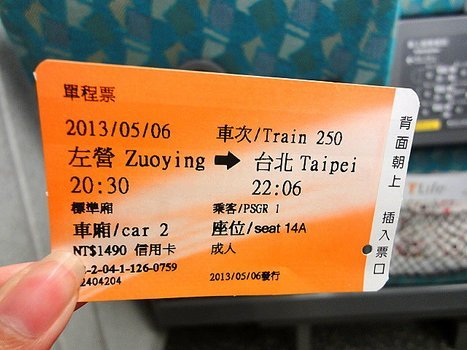 單程票
2013/05/06 車次/Train 250
左營 Zuoying ➡ 台北 Taipei
20:30 22:06
標準廂 乘客/PSGR 1
車廂/car 2 座位/seat 14A
NT$1490 信用卡 成人
2-2-04-1-126-0759
2404204 2013/05/06發行
背面朝上 插入票口
Life